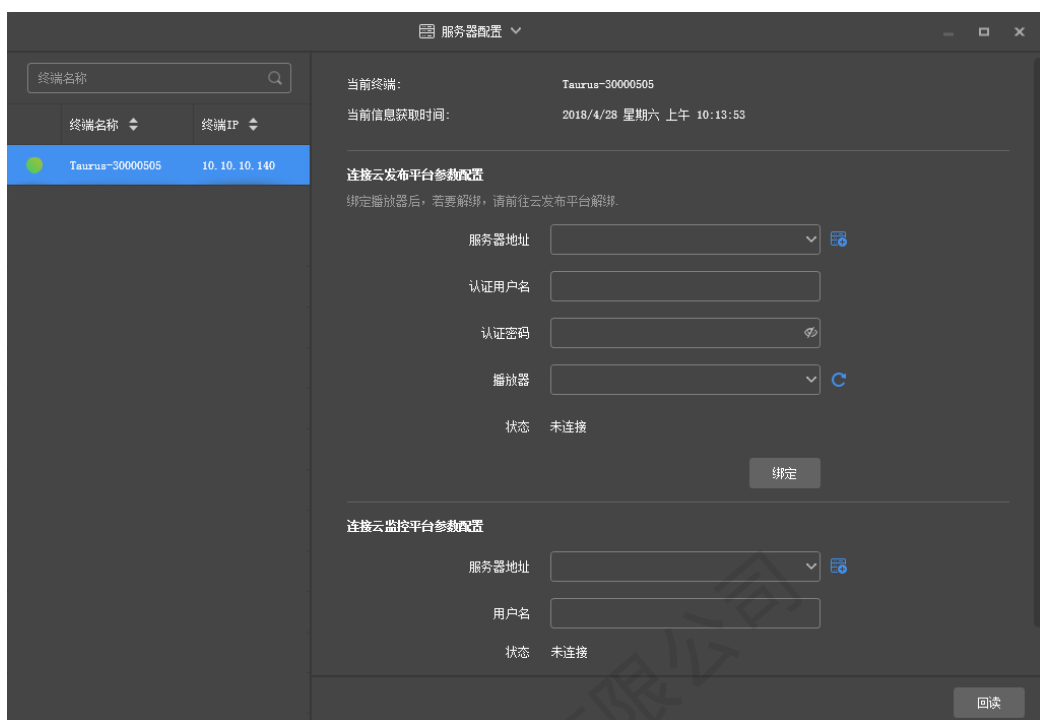 服务器配置
终端名称
终端名称 终端IP
Taurus-30000505 10.10.10.140
当前终端: Taurus-30000505
当前信息获取时间: 2018/4/28 星期六 上午 10:13:53
连接云发布平台参数配置
绑定播放器后，若要解绑，请前往云发布平台解绑.
服务器地址
认证用户名
认证密码
播放器
状态 未连接
绑定
连接云监控平台参数配置
服务器地址
用户名
状态 未连接
回读
有限公司